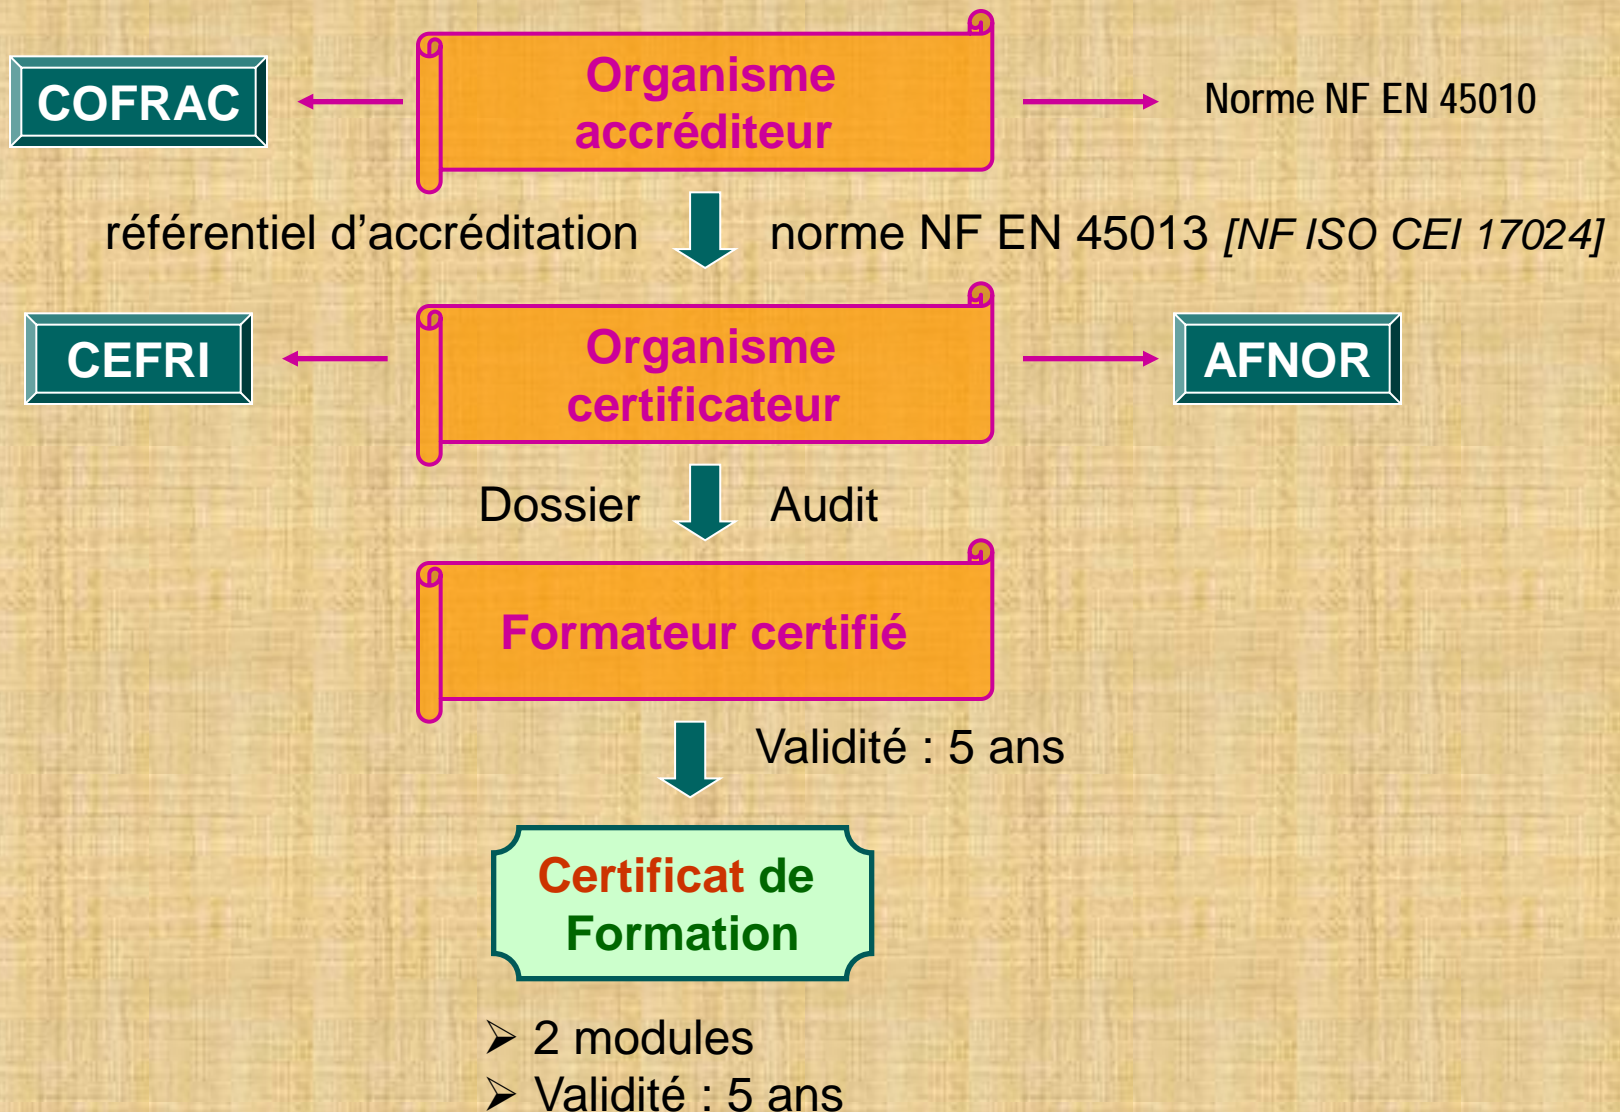 COFRAC
Organisme
accréditeur
Norme NF EN 45010
référentiel d’accréditation
norme NF EN 45013 [NF ISO CEI 17024]
CEFRI
Organisme
certificateur
AFNOR
Dossier
Audit
Formateur certifié
Validité : 5 ans
Certificat de
Formation
➢ 2 modules
➢ Validité : 5 ans